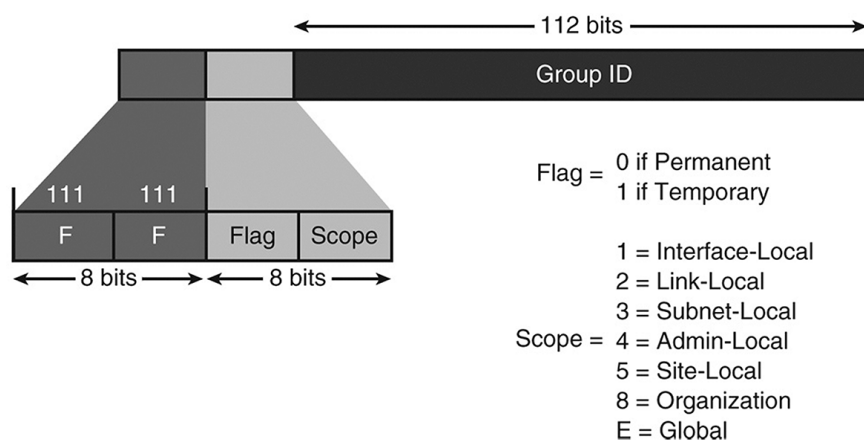 112 bits
Group ID
111 111
F F Flag Scope
8 bits 8 bits
Flag = 0 if Permanent
1 if Temporary
1 = Interface-Local
2 = Link-Local
3 = Subnet-Local
Scope = 4 = Admin-Local
5 = Site-Local
8 = Organization
E = Global